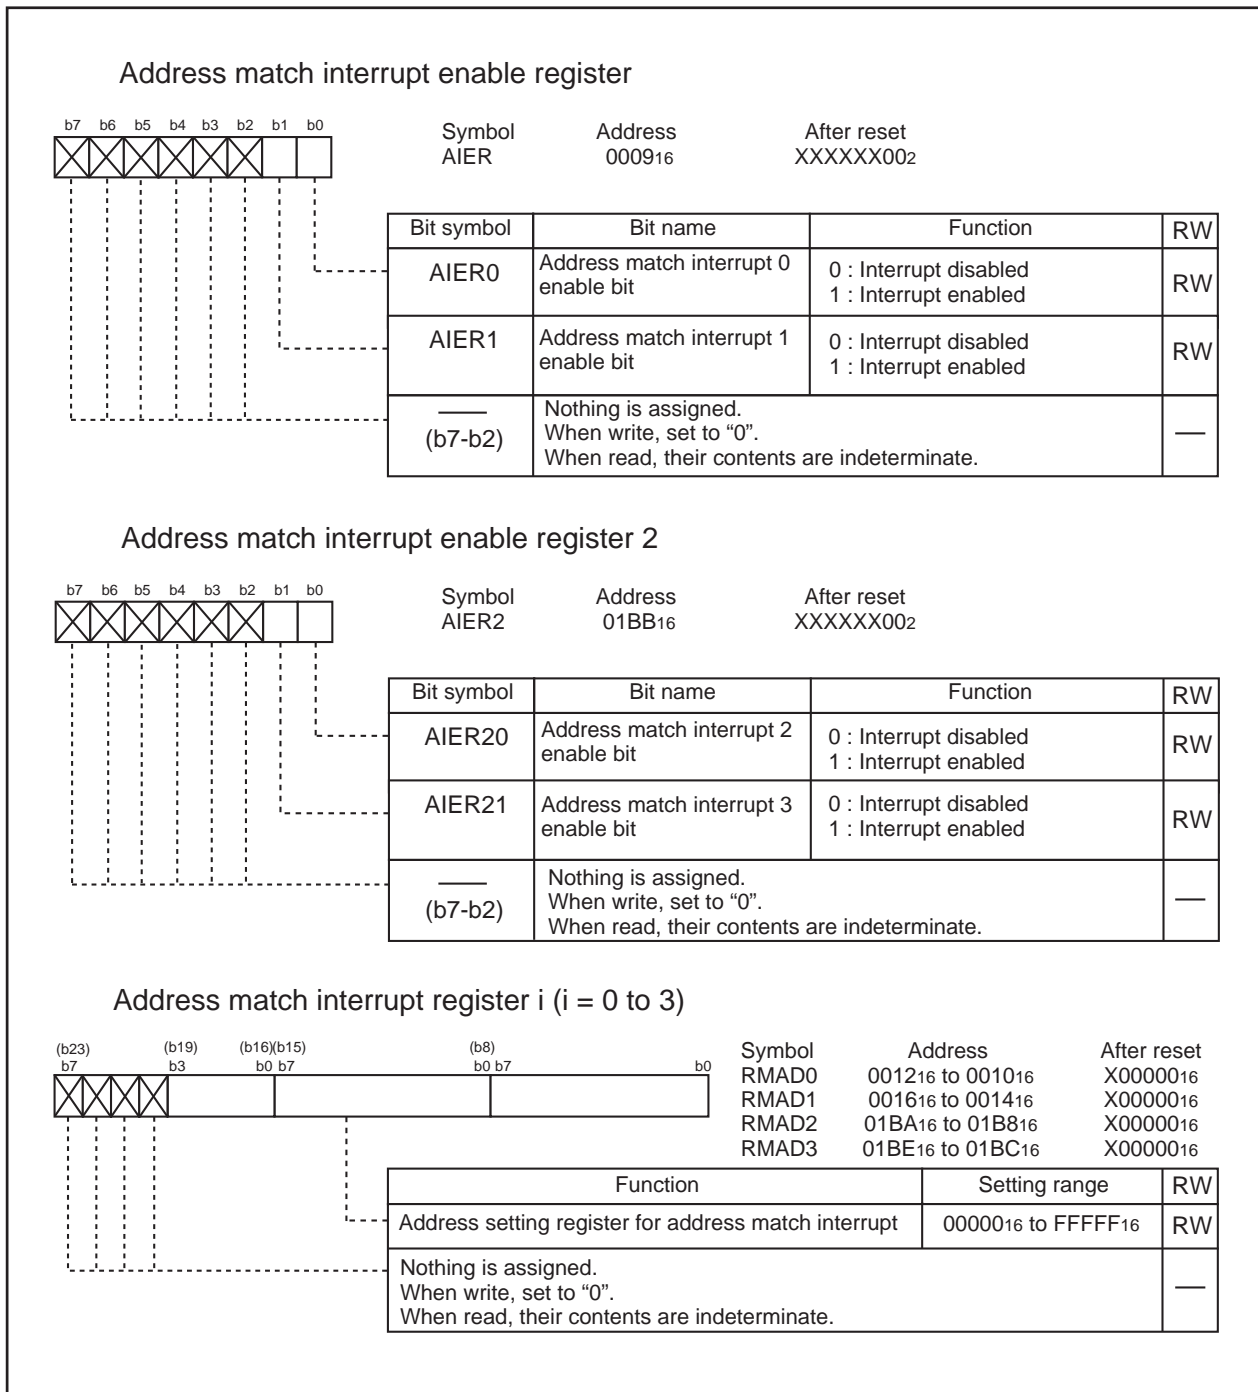 Address match interrupt enable register
b7 b6 b5 b4 b3 b2 b1 b0
Symbol Address After reset
AIER 000916 XXXXXX002
Bit symbol Bit name Function RW
AIER0 Address match interrupt 0 enable bit 0 : Interrupt disabled 1 : Interrupt enabled RW
AIER1 Address match interrupt 1 enable bit 0 : Interrupt disabled 1 : Interrupt enabled RW
— (b7-b2) Nothing is assigned. —
When write, set to “0”.
When read, their contents are indeterminate.
Address match interrupt enable register 2
b7 b6 b5 b4 b3 b2 b1 b0
Symbol Address After reset
AIER2 01BB16 XXXXXX002
Bit symbol Bit name Function RW
AIER20 Address match interrupt 2 enable bit 0 : Interrupt disabled 1 : Interrupt enabled RW
AIER21 Address match interrupt 3 enable bit 0 : Interrupt disabled 1 : Interrupt enabled RW
— (b7-b2) Nothing is assigned. —
When write, set to “0”.
When read, their contents are indeterminate.
Address match interrupt register i (i = 0 to 3)
(b23) (b19) (b16)(b15) (b8)
b7 b3 b0 b7 b0 b7 b0
Symbol Address After reset
RMAD0 001216 to 001016 X0000016
RMAD1 001616 to 001416 X0000016
RMAD2 01BA16 to 01B816 X0000016
RMAD3 01BE16 to 01BC16 X0000016
Function Setting range RW
Address setting register for address match interrupt 0000016 to FFFFF16 RW
Nothing is assigned. —
When write, set to “0”.
When read, their contents are indeterminate.